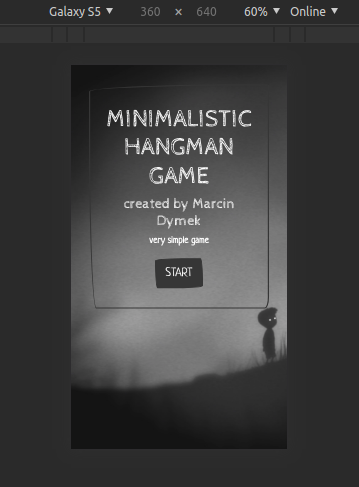 Galaxy S5 ▼ 360 × 640 60% ▼ Online ▼
MINIMALISTIC
HANGMAN
GAME
created by Marcin
Dymek
very simple game
START